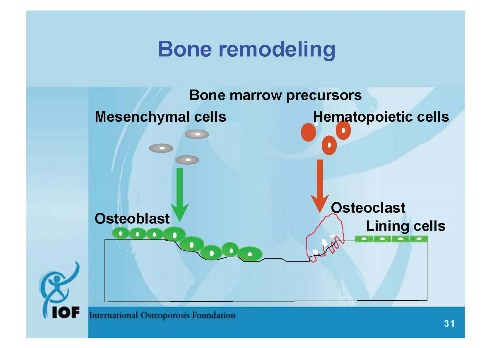 Bone remodeling
Bone marrow precursors
Mesenchymal cells
Hematopoietic cells
Osteoblast
Osteoclast
Lining cells
IOF
International Osteoporosis Foundation
31